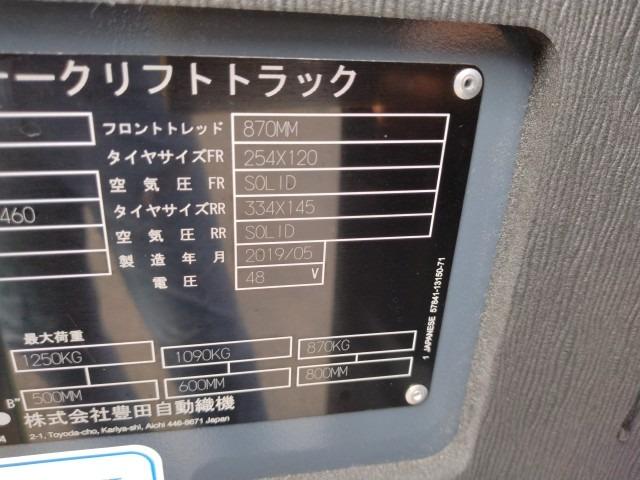 ークリフトトラック
フロントトレッド 870MM
タイヤサイズFR 254X120
空気圧 FR SOLID
460 タイヤサイズRR 334X145
空気圧 RR SOLID
製造年月 2019/05
電圧 48 V
最大荷重
1250KG 1090KG 870KG
B" 500MM 600MM 800MM
株式会社豊田自動織機
2-1, Toyoda-cho, Kariya-shi, Aichi 448-8671 Japan
1 JAPANESE 57841-13150-71